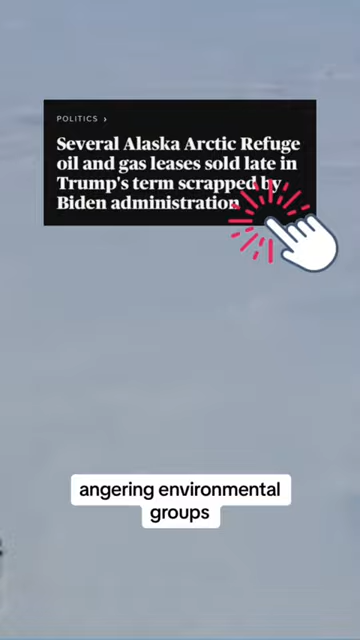 POLITICS ›
Several Alaska Arctic Refuge
oil and gas leases sold late in
Trump's term scrapped by
Biden administration
angering environmental
groups